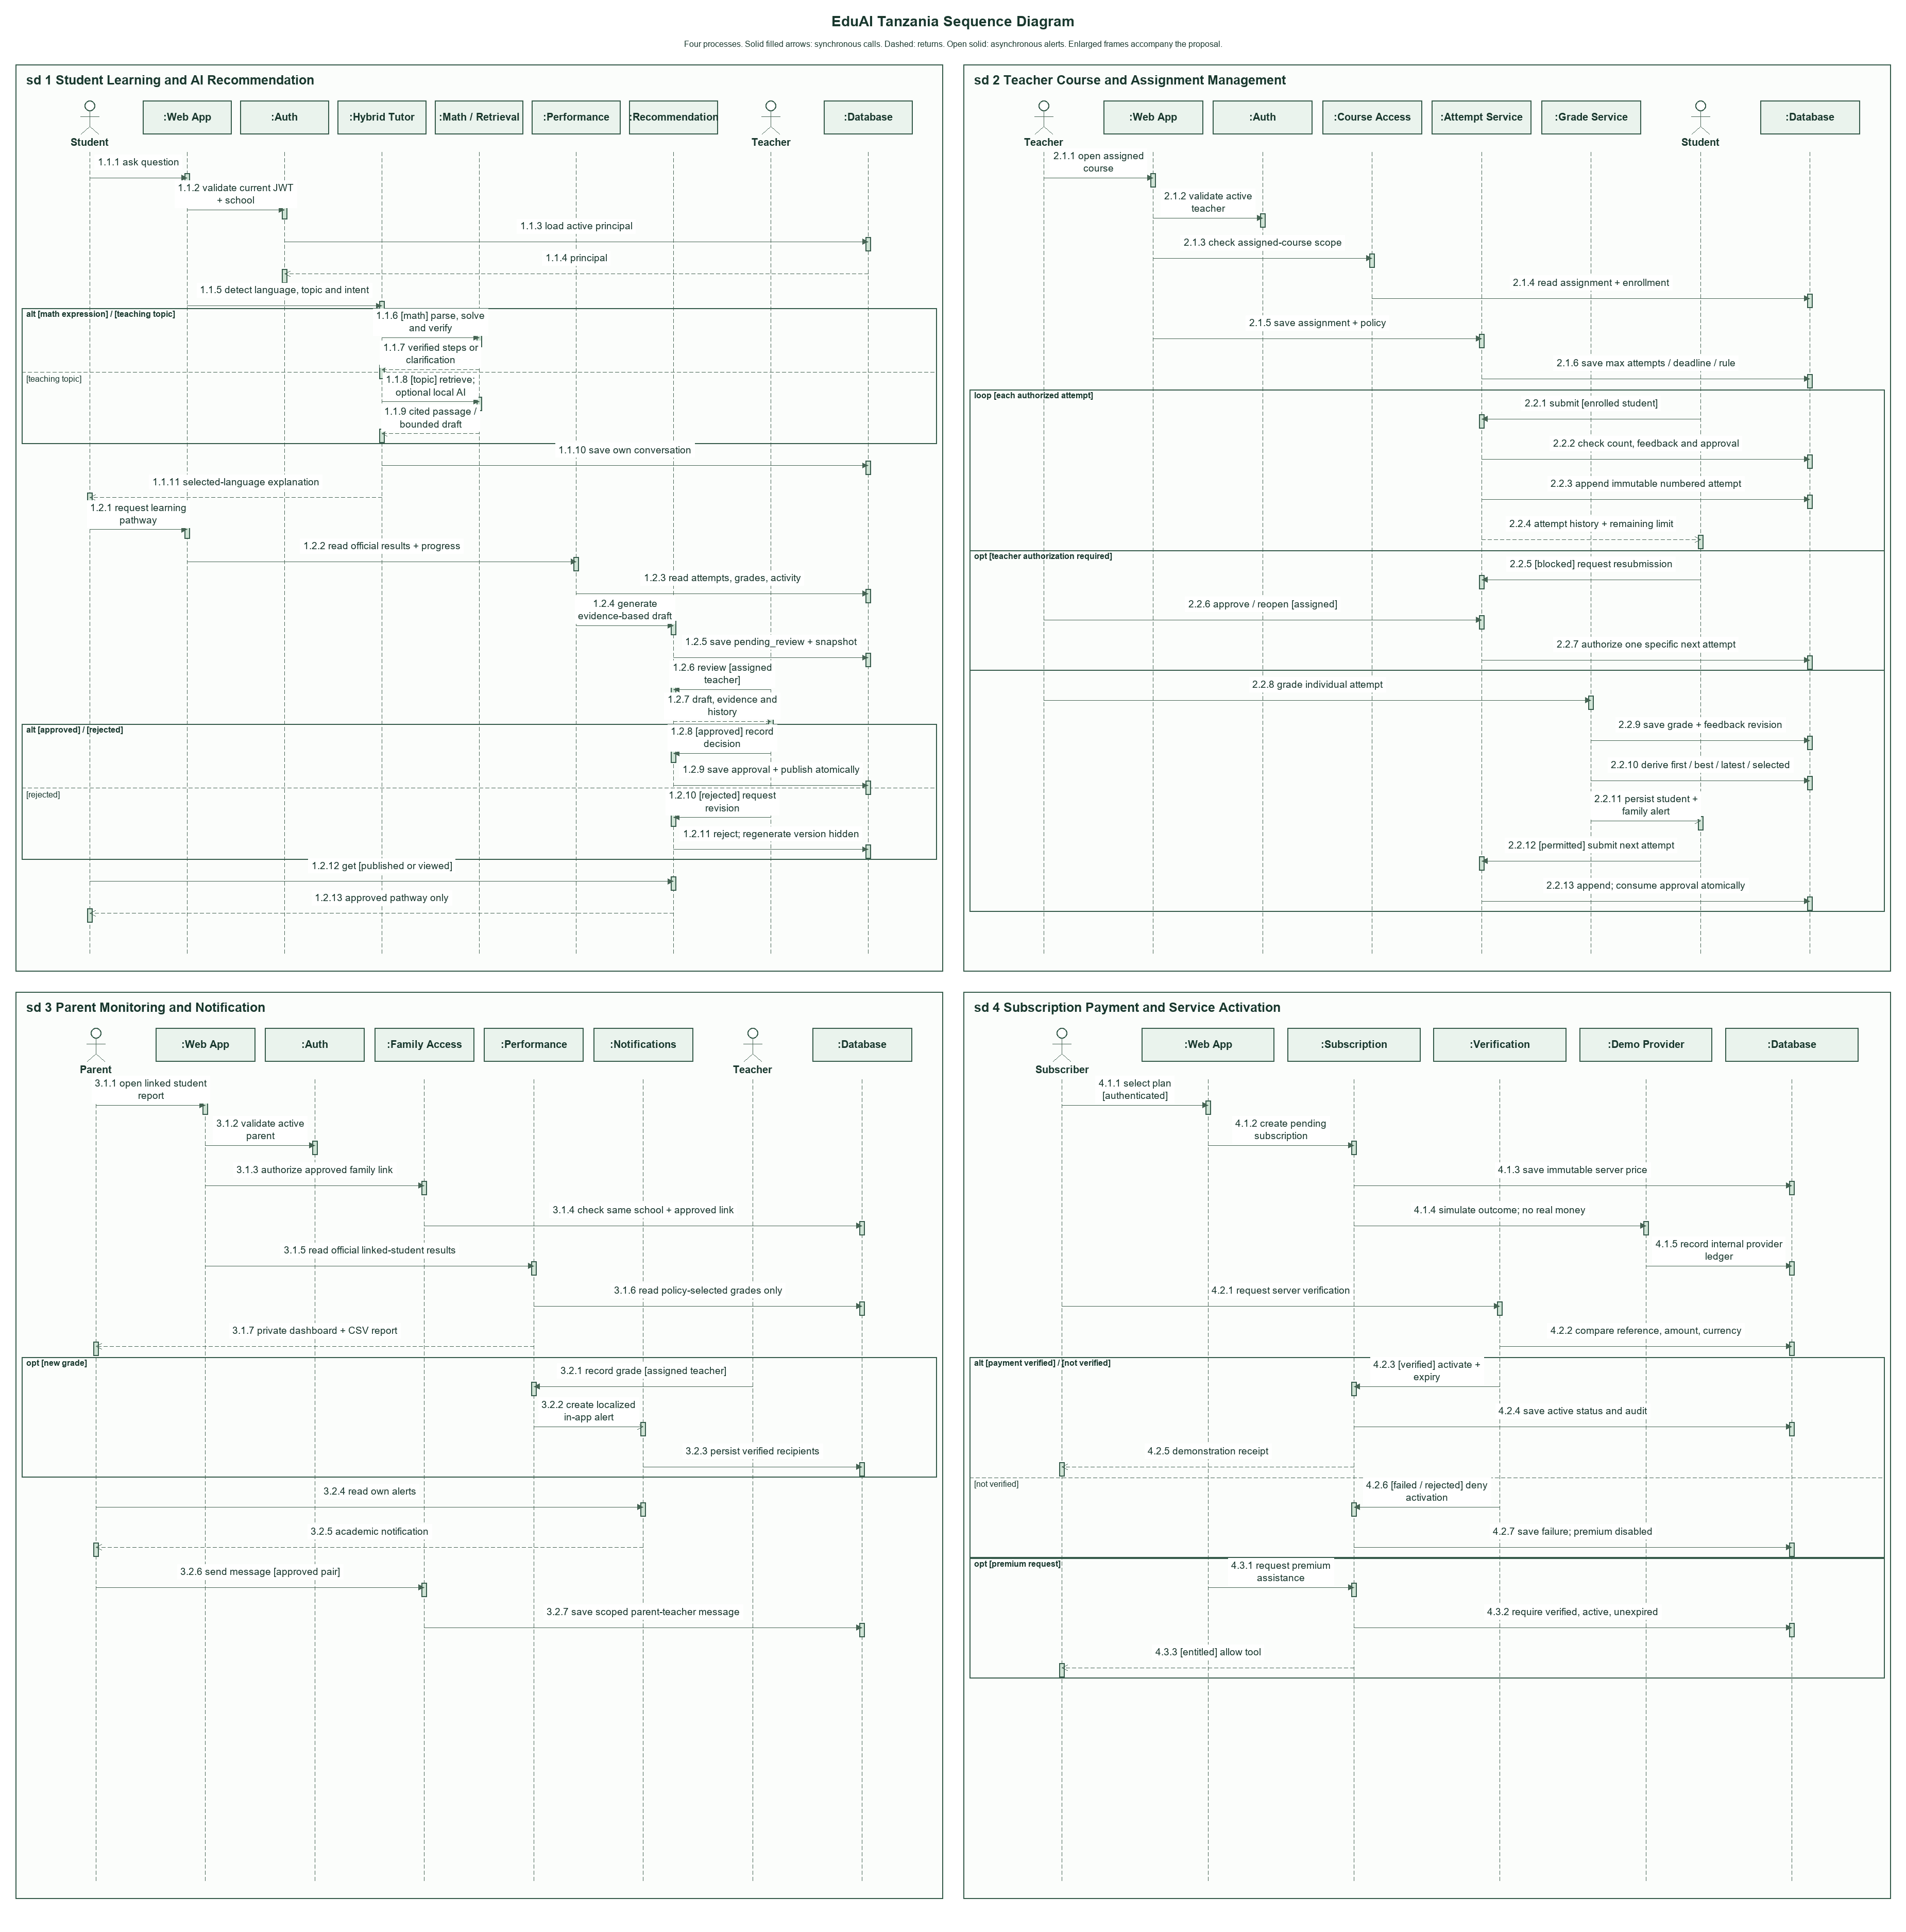 EduAI Tanzania Sequence Diagram
Four processes. Solid filled arrows: synchronous calls. Dashed: returns. Open solid: asynchronous alerts. Enlarged frames accompany the proposal.
sd 1 Student Learning and AI Recommendation
Student
:Web App
:Auth
:Hybrid Tutor
:Math / Retrieval
:Performance
:Recommendation
Teacher
:Database
1.1.1 ask question
1.1.2 validate current JWT
+ school
1.1.3 load active principal
1.1.4 principal
1.1.5 detect language, topic and intent
alt [math expression] / [teaching topic]
1.1.6 [math] parse, solve
and verify
1.1.7 verified steps or
clarification
[teaching topic]
1.1.8 [topic] retrieve;
optional local AI
1.1.9 cited passage /
bounded draft
1.1.10 save own conversation
1.1.11 selected-language explanation
1.2.1 request learning
pathway
1.2.2 read official results + progress
1.2.3 read attempts, grades, activity
1.2.4 generate
evidence-based draft
1.2.5 save pending_review + snapshot
1.2.6 review [assigned
teacher]
1.2.7 draft, evidence and
history
alt [approved] / [rejected]
1.2.8 [approved] record
decision
1.2.9 save approval + publish atomically
[rejected]
1.2.10 [rejected] request
revision
1.2.11 reject; regenerate version hidden
1.2.12 get [published or viewed]
1.2.13 approved pathway only
sd 2 Teacher Course and Assignment Management
Teacher
:Web App
:Auth
:Course Access
:Attempt Service
:Grade Service
Student
:Database
2.1.1 open assigned
course
2.1.2 validate active
teacher
2.1.3 check assigned-course scope
2.1.4 read assignment + enrollment
2.1.5 save assignment + policy
2.1.6 save max attempts / deadline / rule
loop [each authorized attempt]
2.2.1 submit [enrolled student]
2.2.2 check count, feedback and approval
2.2.3 append immutable numbered attempt
2.2.4 attempt history + remaining limit
opt [teacher authorization required]
2.2.5 [blocked] request resubmission
2.2.6 approve / reopen [assigned]
2.2.7 authorize one specific next attempt
2.2.8 grade individual attempt
2.2.9 save grade + feedback revision
2.2.10 derive first / best / latest / selected
2.2.11 persist student +
family alert
2.2.12 [permitted] submit next attempt
2.2.13 append; consume approval atomically
sd 3 Parent Monitoring and Notification
Parent
:Web App
:Auth
:Family Access
:Performance
:Notifications
Teacher
:Database
3.1.1 open linked student
report
3.1.2 validate active
parent
3.1.3 authorize approved family link
3.1.4 check same school + approved link
3.1.5 read official linked-student results
3.1.6 read policy-selected grades only
3.1.7 private dashboard + CSV report
opt [new grade]
3.2.1 record grade [assigned teacher]
3.2.2 create localized
in-app alert
3.2.3 persist verified recipients
3.2.4 read own alerts
3.2.5 academic notification
3.2.6 send message [approved pair]
3.2.7 save scoped parent-teacher message
sd 4 Subscription Payment and Service Activation
Subscriber
:Web App
:Subscription
:Verification
:Demo Provider
:Database
4.1.1 select plan
[authenticated]
4.1.2 create pending
subscription
4.1.3 save immutable server price
4.1.4 simulate outcome; no real money
4.1.5 record internal provider
ledger
4.2.1 request server verification
4.2.2 compare reference, amount, currency
alt [payment verified] / [not verified]
4.2.3 [verified] activate +
expiry
4.2.4 save active status and audit
4.2.5 demonstration receipt
[not verified]
4.2.6 [failed / rejected] deny
activation
4.2.7 save failure; premium disabled
opt [premium request]
4.3.1 request premium
assistance
4.3.2 require verified, active, unexpired
4.3.3 [entitled] allow tool